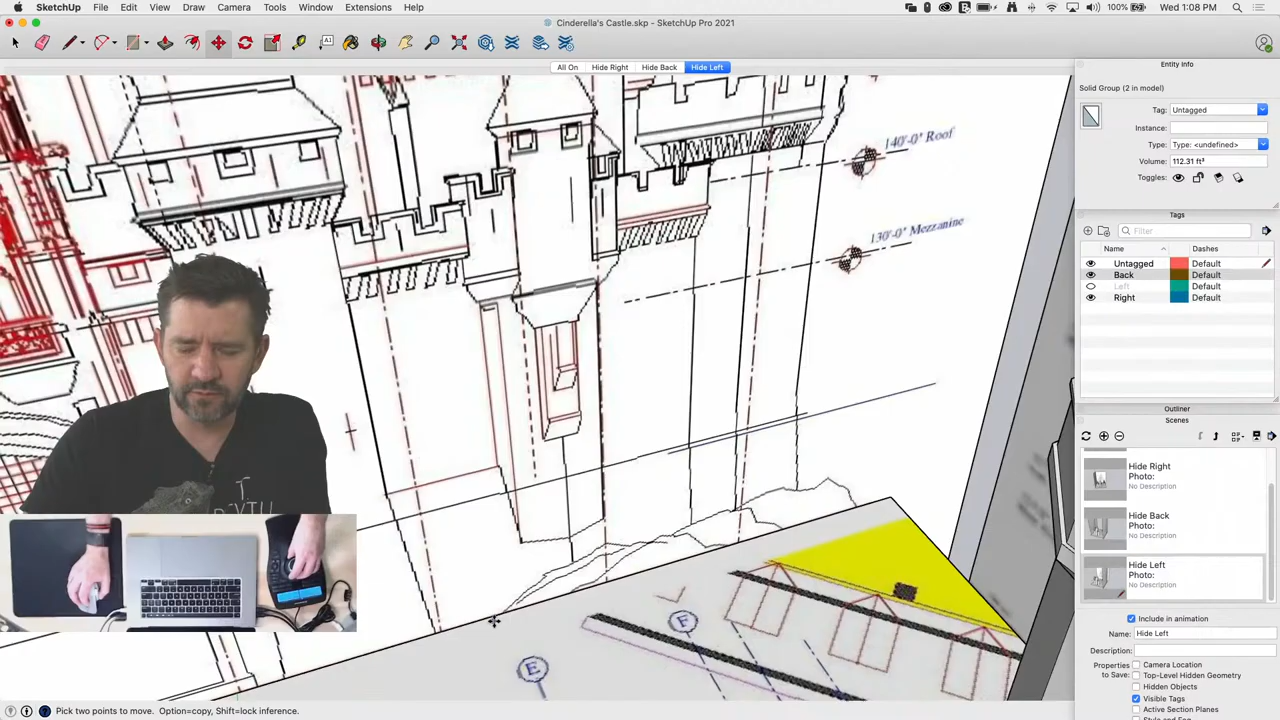 SketchUp File Edit View Draw Camera Tools Window Extensions Help
100% Wed 1:08 PM
Cinderella's Castle.skp - SketchUp Pro 2021
All On Hide Right Hide Back Hide Left
140'-0" Roof
130'-0" Mezzanine
E
F
Entity Info
Solid Group (2 in model)
Tag: Untagged
Instance:
Type: Type: <undefined>
Volume: 112.31 ft³
Toggles:
Tags
Filter
Name Dashes
Untagged Default
Back Default
Left Default
Right Default
Outliner
Scenes
Hide Right
Photo:
No Description
Hide Back
Photo:
No Description
Hide Left
Photo:
No Description
Include in animation
Name: Hide Left
Description:
Properties
to Save:
Camera Location
Top-Level Hidden Geometry
Hidden Objects
Visible Tags
Active Section Planes
Style and Fog
Pick two points to move. Option=copy, Shift=lock inference.